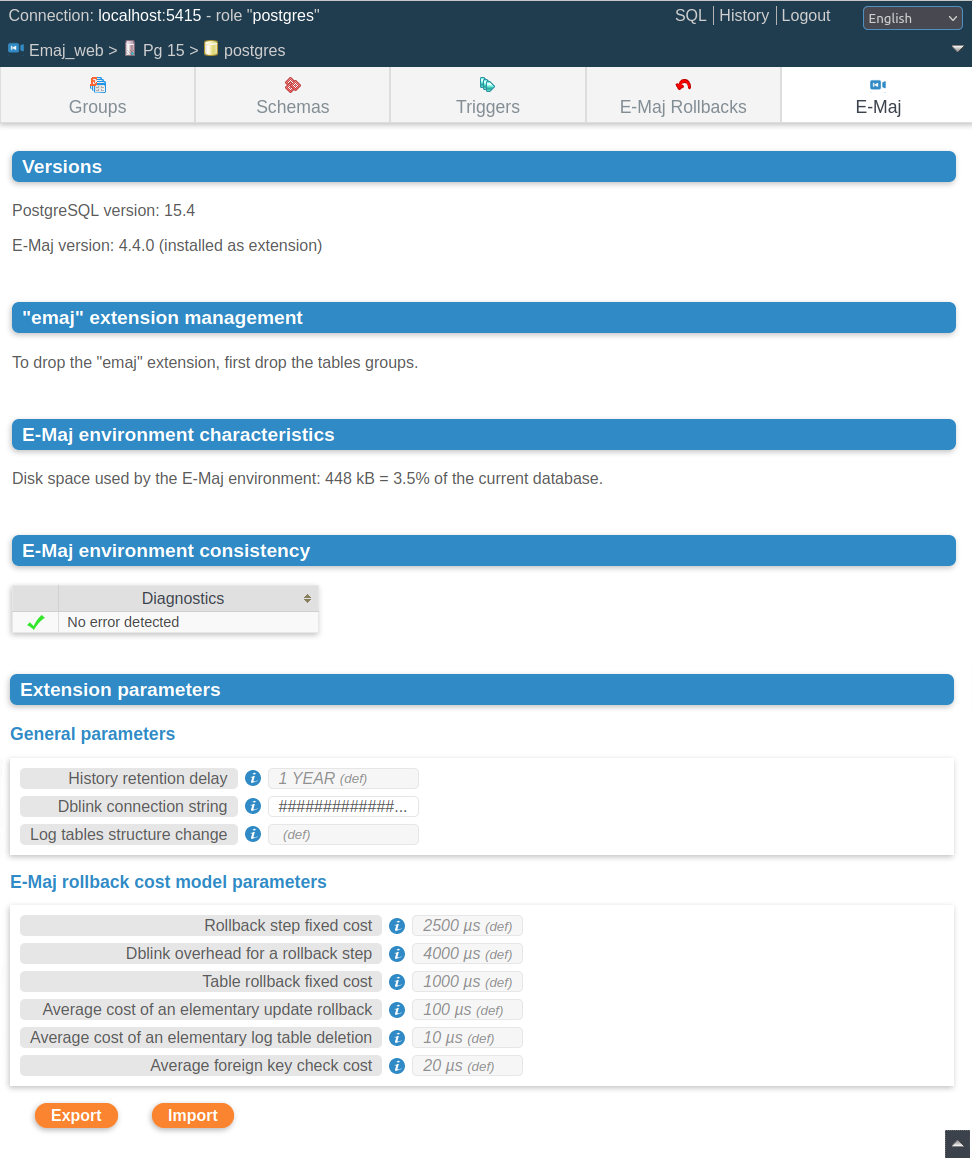 Connection: localhost:5415 - role "postgres"
SQL History Logout English
Emaj_web > Pg 15 > postgres
Groups Schemas Triggers E-Maj Rollbacks E-Maj
Versions
PostgreSQL version: 15.4
E-Maj version: 4.4.0 (installed as extension)
"emaj" extension management
To drop the "emaj" extension, first drop the tables groups.
E-Maj environment characteristics
Disk space used by the E-Maj environment: 448 kB = 3.5% of the current database.
E-Maj environment consistency
Diagnostics
No error detected
Extension parameters
General parameters
History retention delay i 1 YEAR (def)
Dblink connection string i #############...
Log tables structure change i (def)
E-Maj rollback cost model parameters
Rollback step fixed cost i 2500 µs (def)
Dblink overhead for a rollback step i 4000 µs (def)
Table rollback fixed cost i 1000 µs (def)
Average cost of an elementary update rollback i 100 µs (def)
Average cost of an elementary log table deletion i 10 µs (def)
Average foreign key check cost i 20 µs (def)
Export Import